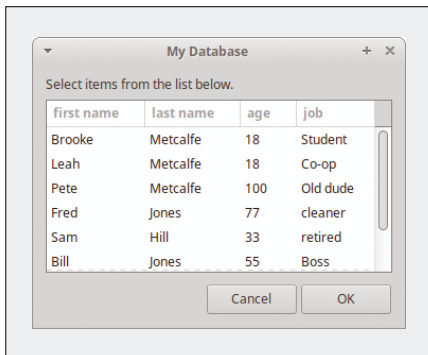 My Database
Select items from the list below.
first name last name age job
Brooke Metcalfe 18 Student
Leah Metcalfe 18 Co-op
Pete Metcalfe 100 Old dude
Fred Jones 77 cleaner
Sam Hill 33 retired
Bill Jones 55 Boss
Cancel OK